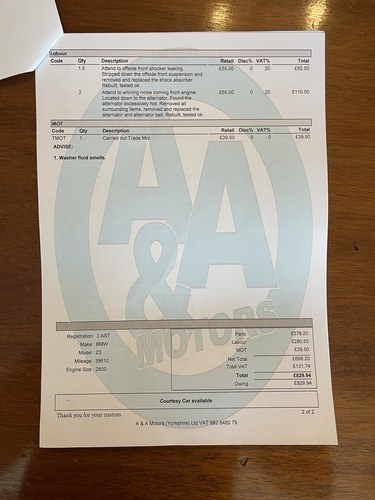 Labour
Code Qty Description Retail Disc% VAT% Total
1.5 Attend to offside front shocker leaking. £55.00 0 20 £82.50
Stripped down the offside front suspension and
removed and replaced the shock absorber
Rebuilt, tested ok.
2 Attend to whining noise coming from engine. £55.00 0 20 £110.00
Located down to the alternator. Found the
alternator excessively hot. Removed all
surrounding items, removed and replaced the
alternator and alternator belt. Rebuilt, tested ok.
MOT
Code Qty Description Retail Disc% VAT% Total
TMOT 1 Carried out Trade Mot £39.50 0 0 £39.50
ADVISE:
1. Washer fluid smells.
A&A
MOTORS
Registration : 3 AST
Make : BMW
Model : Z3
Mileage : 39610
Engine Size : 2800
Parts £378.20
Labour £280.50
MOT £39.50
Net Total £698.20
Total VAT £131.74
Total £829.94
Owing £829.94
Courtesy Car available
Thank you for your custom
2 of 2
A & A Motors (Yorkshire) Ltd VAT 882 6480 79